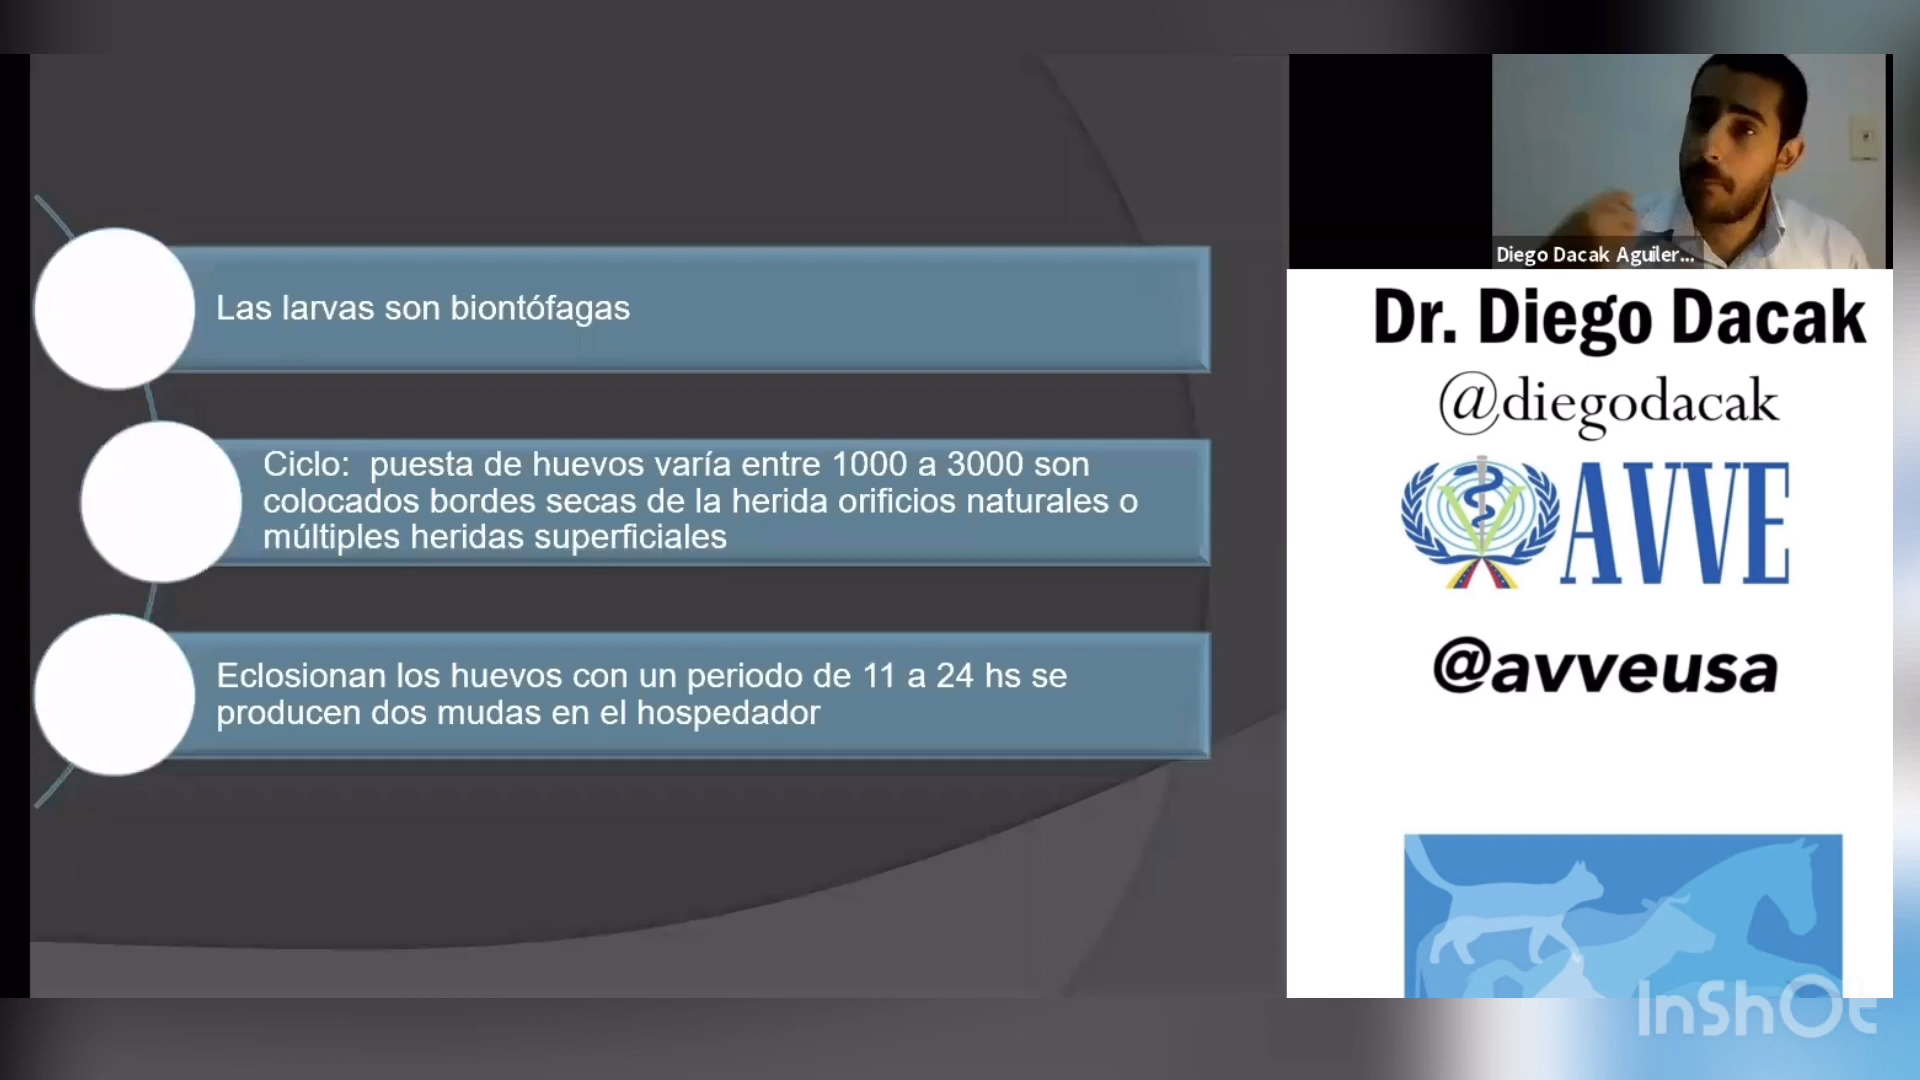 Las larvas son biontófagas
Ciclo:  puesta de huevos varía entre 1000 a 3000 son
colocados bordes secas de la herida orificios naturales o
múltiples heridas superficiales
Eclosionan los huevos con un periodo de 11 a 24 hs se
producen dos mudas en el hospedador
Diego Dacak Aguiler...
Dr. Diego Dacak
@diegodacak
AVVE
@avveusa
InShOt